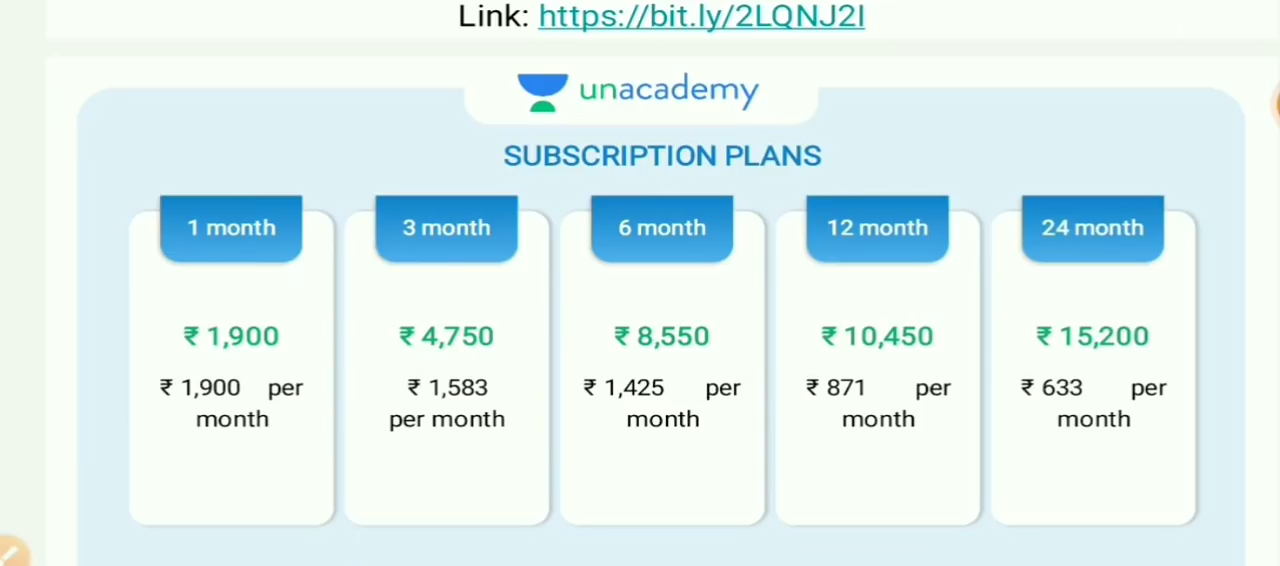 Link: https://bit.ly/2LQNJ2I
unacademy
SUBSCRIPTION PLANS
1 month
₹ 1,900
₹ 1,900 per
month
3 month
₹ 4,750
₹ 1,583
per month
6 month
₹ 8,550
₹ 1,425 per
month
12 month
₹ 10,450
₹ 871 per
month
24 month
₹ 15,200
₹ 633 per
month